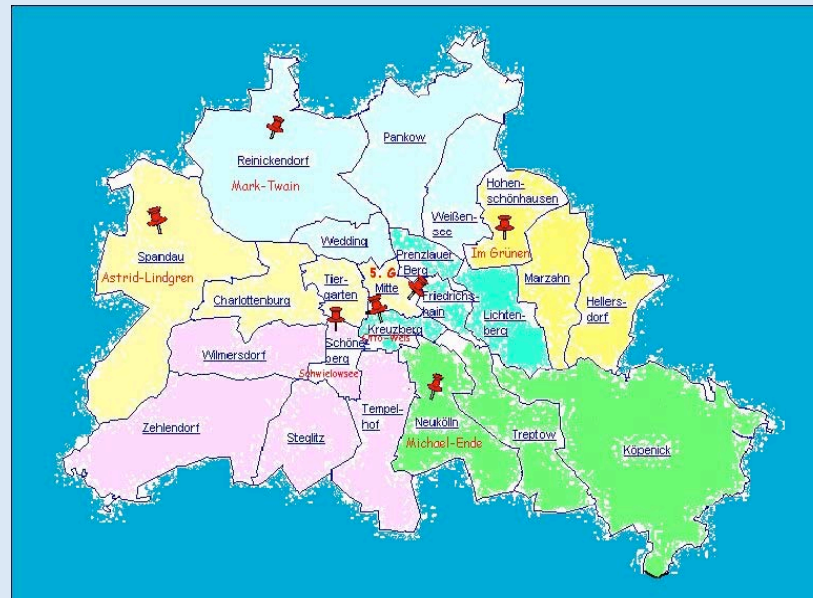 Pankow
Reinickendorf
Mark-Twain
Hohen-
schönhausen
Weißen-
see
Wedding
Spandau
Prenzlauer
Berg
Im Grünen
Astrid-Lindgren
Tier-
garten
5. G
Mitte
Marzahn
Charlottenburg
Friedrichs-
hain
Hellers-
dorf
Lichten-
berg
Kreuzberg
Schöne-
berg
Wilmersdorf
Schwielowsee
Zehlendorf
Tempel-
hof
Neukölln
Steglitz
Michael-Ende
Treptow
Köpenick